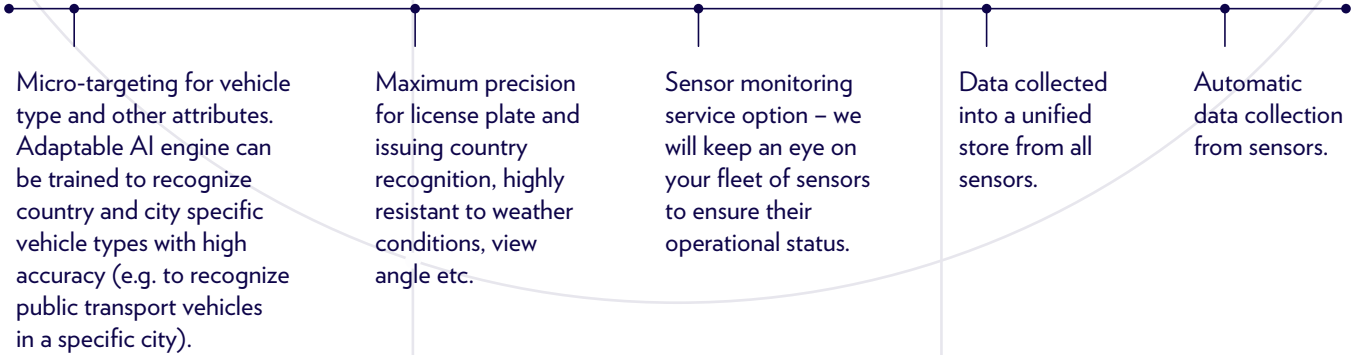 Micro-targeting for vehicle
type and other attributes.
Adaptable AI engine can
be trained to recognize
country and city specific
vehicle types with high
accuracy (e.g. to recognize
public transport vehicles
in a specific city).
Maximum precision
for license plate and
issuing country
recognition, highly
resistant to weather
conditions, view
angle etc.
Sensor monitoring
service option – we
will keep an eye on
your fleet of sensors
to ensure their
operational status.
Data collected
into a unified
store from all
sensors.
Automatic
data collection
from sensors.